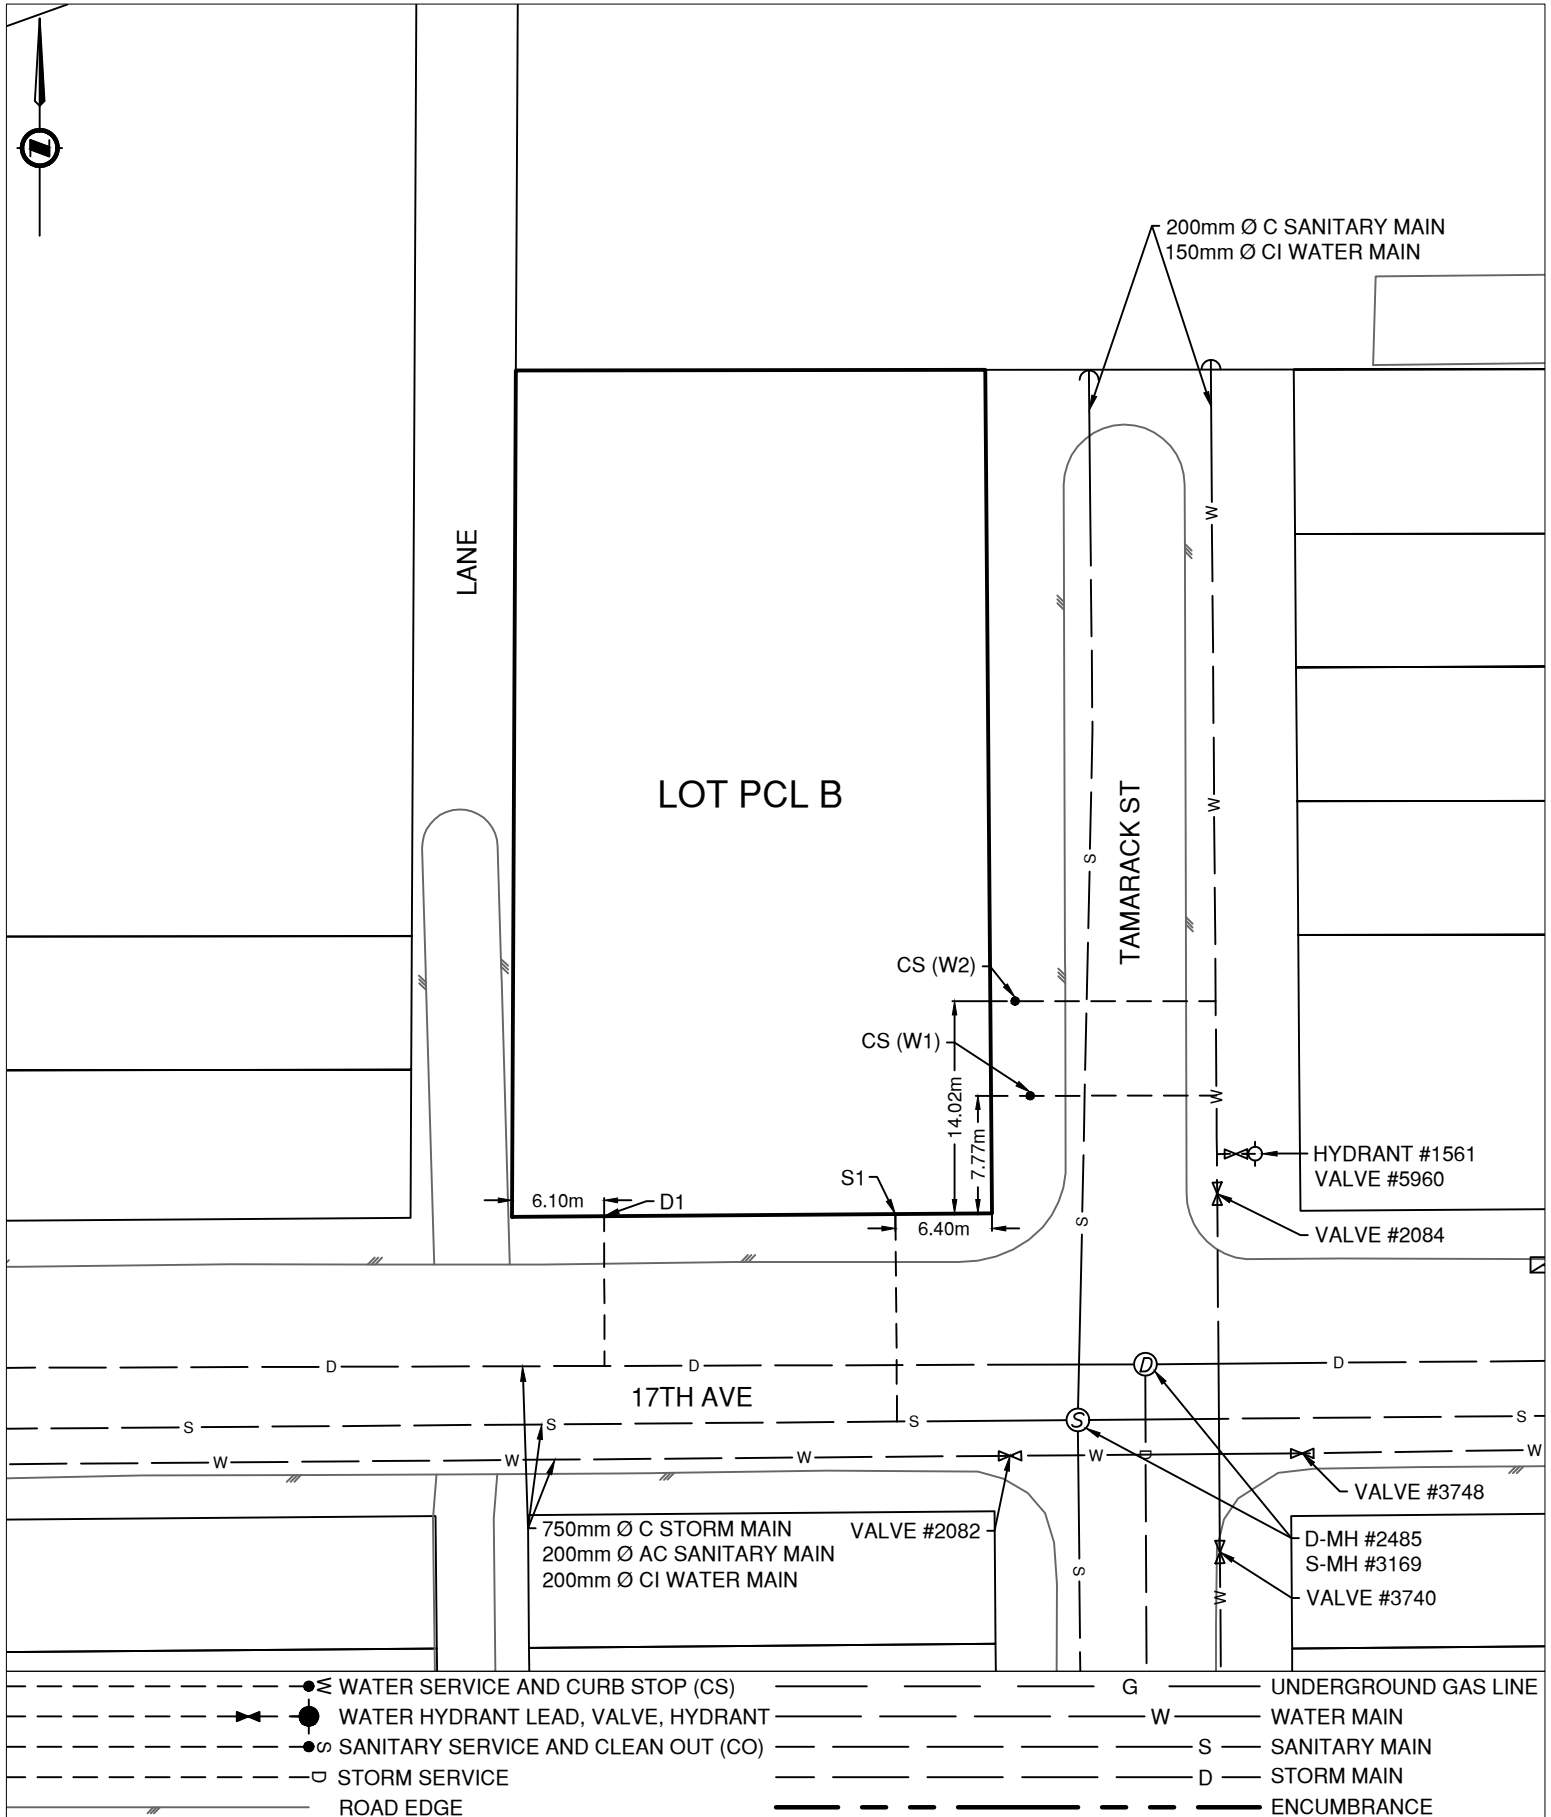 N
200mm Ø C SANITARY MAIN
150mm Ø CI WATER MAIN
W
LANE
S
W
LOT PCL B
TAMARACK ST
S
W
CS (W2)
CS (W1)
14.02m
7.77m
W
HYDRANT #1561
VALVE #5960
S1
6.10m
D1
6.40m
S
VALVE #2084
D
D
D
D
17TH AVE
S
S
S
S
S
W
W
W
W
D
W
VALVE #3748
750mm Ø C STORM MAIN
200mm Ø AC SANITARY MAIN
200mm Ø CI WATER MAIN
VALVE #2082
D-MH #2485
S-MH #3169
VALVE #3740
S
W
W WATER SERVICE AND CURB STOP (CS)
WATER HYDRANT LEAD, VALVE, HYDRANT
S SANITARY SERVICE AND CLEAN OUT (CO)
D STORM SERVICE
ROAD EDGE
G UNDERGROUND GAS LINE
W WATER MAIN
S SANITARY MAIN
D STORM MAIN
ENCUMBRANCE